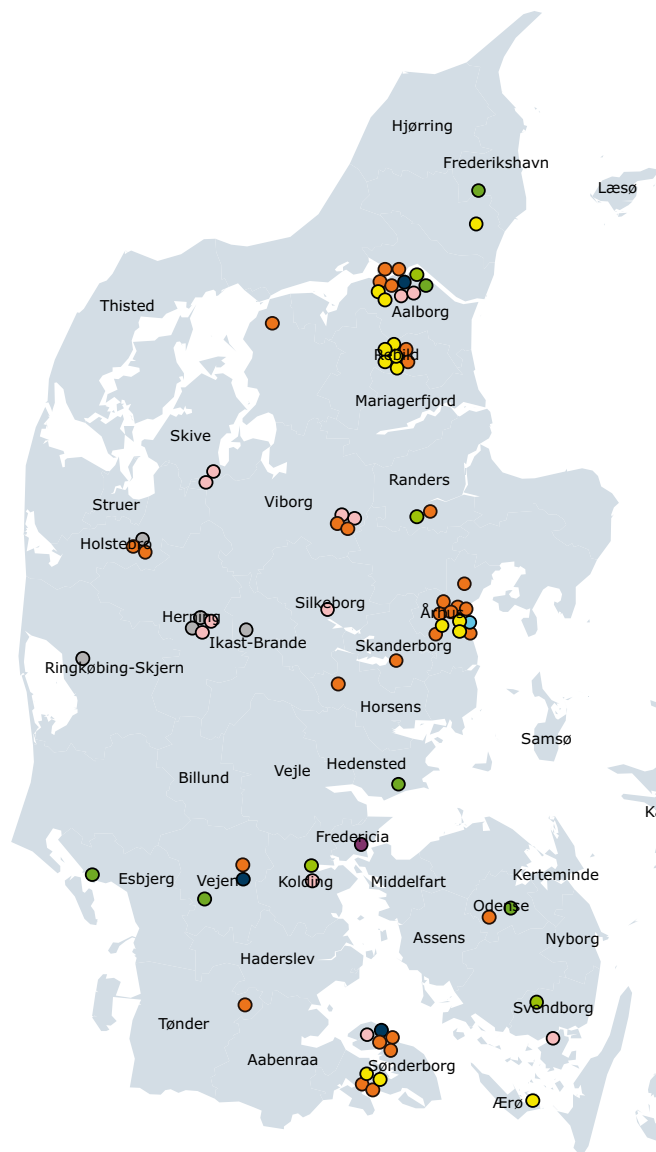 Hjørring
Frederikshavn
Læsø
Thisted
Aalborg
Rebild
Mariagerfjord
Skive
Randers
Viborg
Struer
Holstebro
Silkeborg
Herning
Århus
Ikast-Brande
Skanderborg
Ringkøbing-Skjern
Horsens
Samsø
Hedensted
Vejle
Billund
Fredericia
Esbjerg
Vejen
Kolding
Middelfart
Kerteminde
Odense
Assens
Nyborg
Haderslev
Svendborg
Tønder
Aabenraa
Sønderborg
Ærø